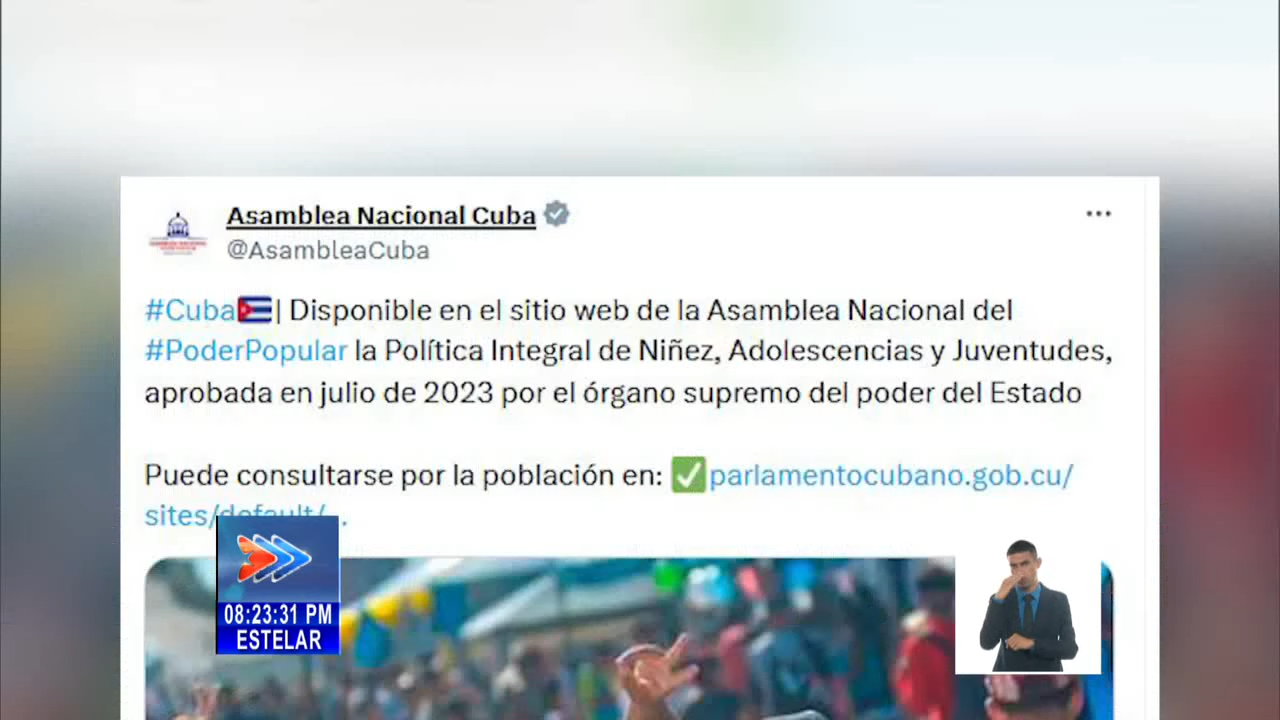 Asamblea Nacional Cuba
@AsambleaCuba
#Cuba🇨🇺| Disponible en el sitio web de la Asamblea Nacional del
#PoderPopular la Política Integral de Niñez, Adolescencias y Juventudes,
aprobada en julio de 2023 por el órgano supremo del poder del Estado
Puede consultarse por la población en: ✅parlamentocubano.gob.cu/
sites/default/...
08:23:31 PM
ESTELAR